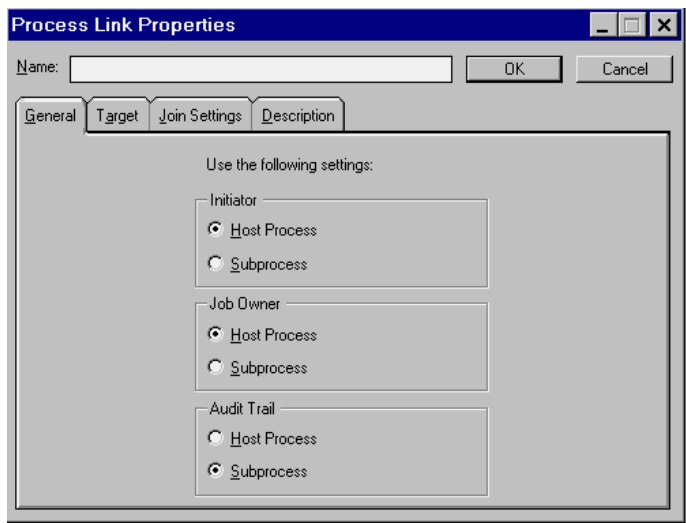 Process Link Properties
Name: OK Cancel
General Target Join Settings Description
Use the following settings:
Initiator
Host Process
Subprocess
Job Owner
Host Process
Subprocess
Audit Trail
Host Process
Subprocess